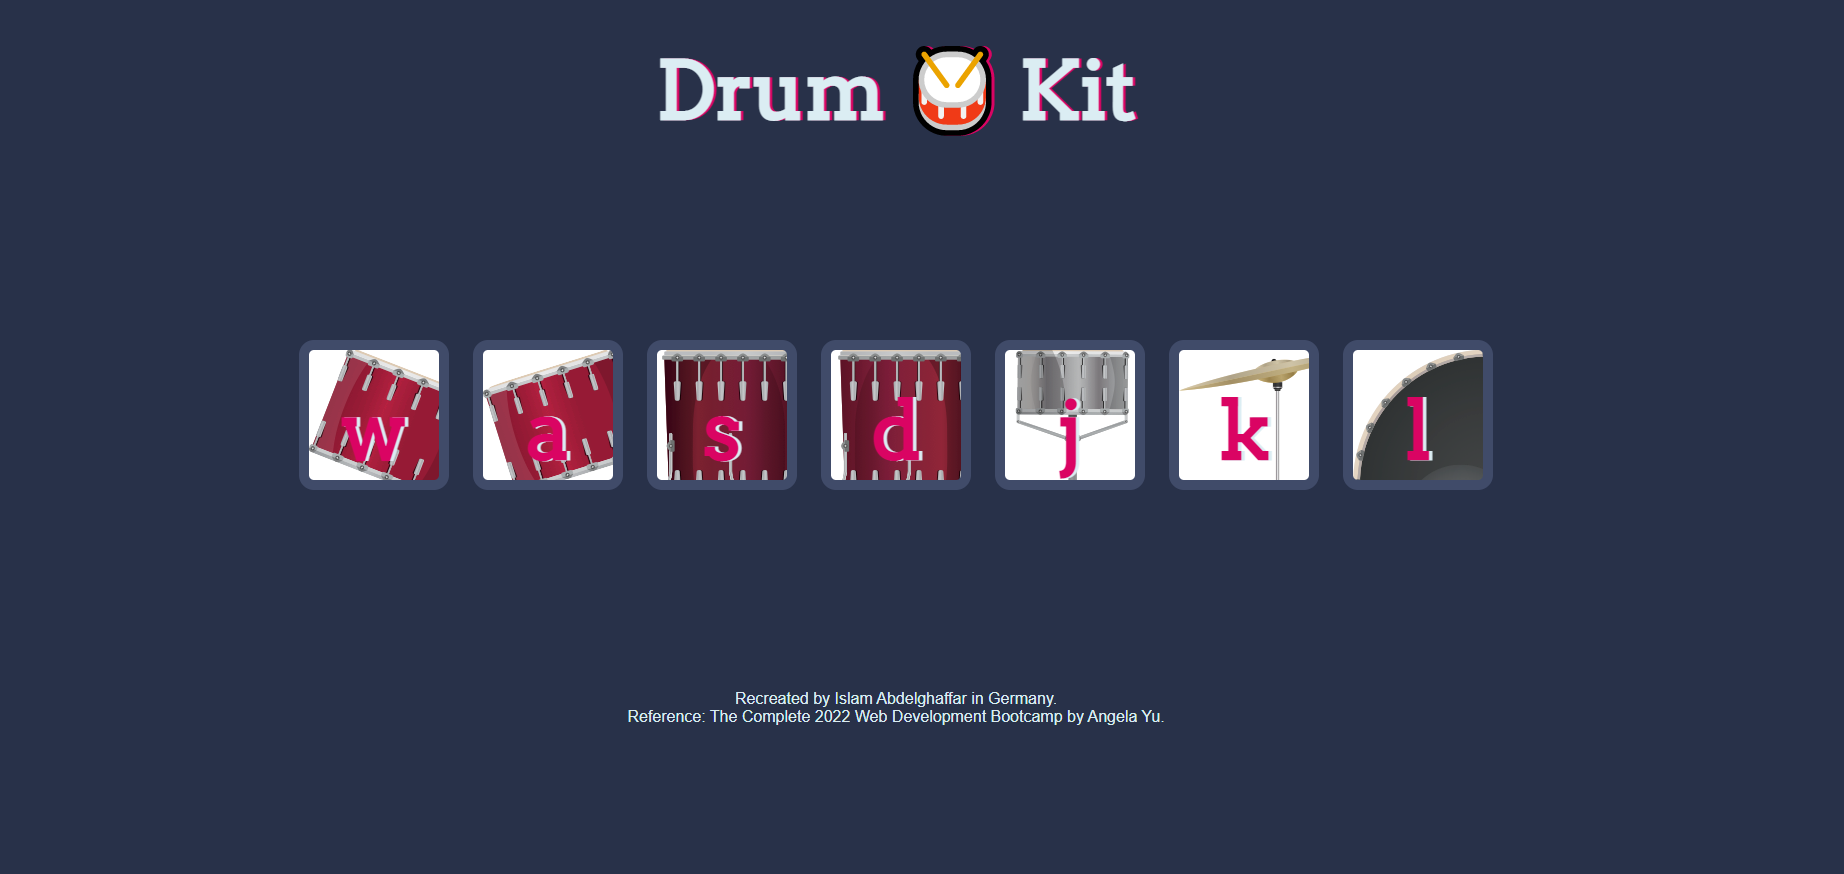 Drum 🥁 Kit
w a s d j k l
Recreated by Islam Abdelghaffar in Germany.
Reference: The Complete 2022 Web Development Bootcamp by Angela Yu.